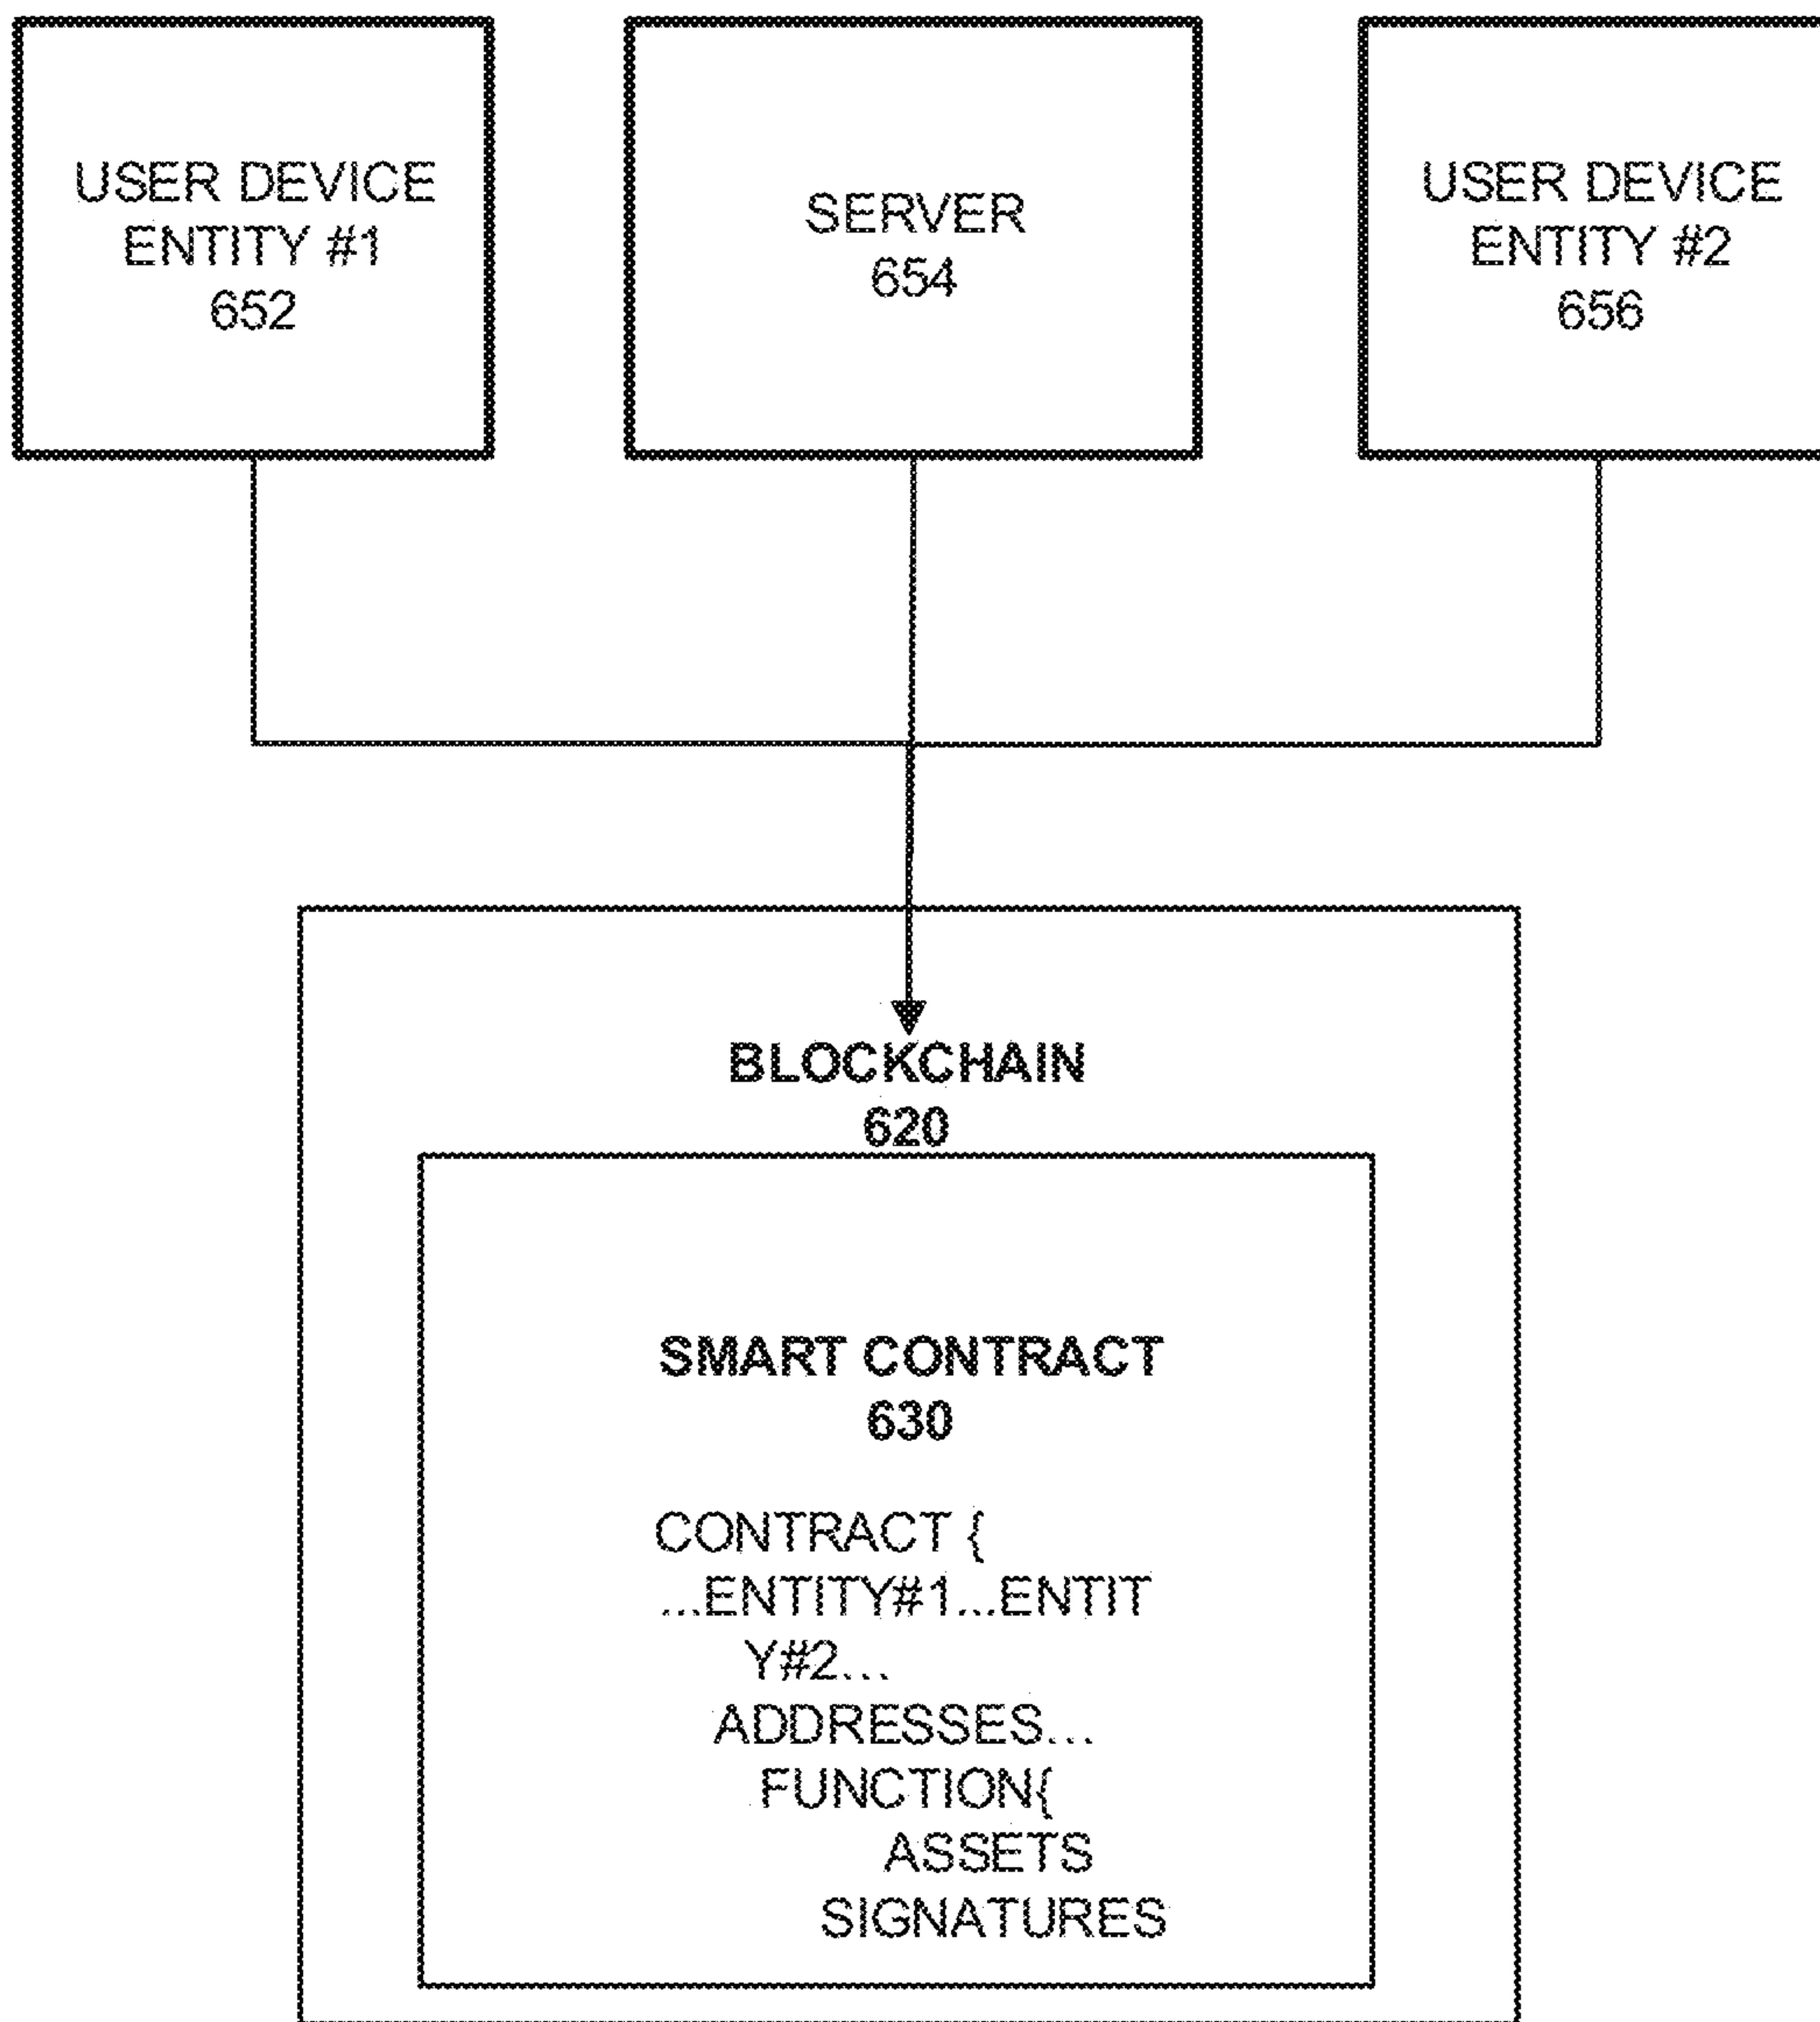 USER DEVICE
ENTITY #1
652
SERVER
654
USER DEVICE
ENTITY #2
656
BLOCKCHAIN
620
SMART CONTRACT
630
CONTRACT {
...ENTITY#1...ENTIT
Y#2...
ADDRESSES...
FUNCTION{
ASSETS
SIGNATURES